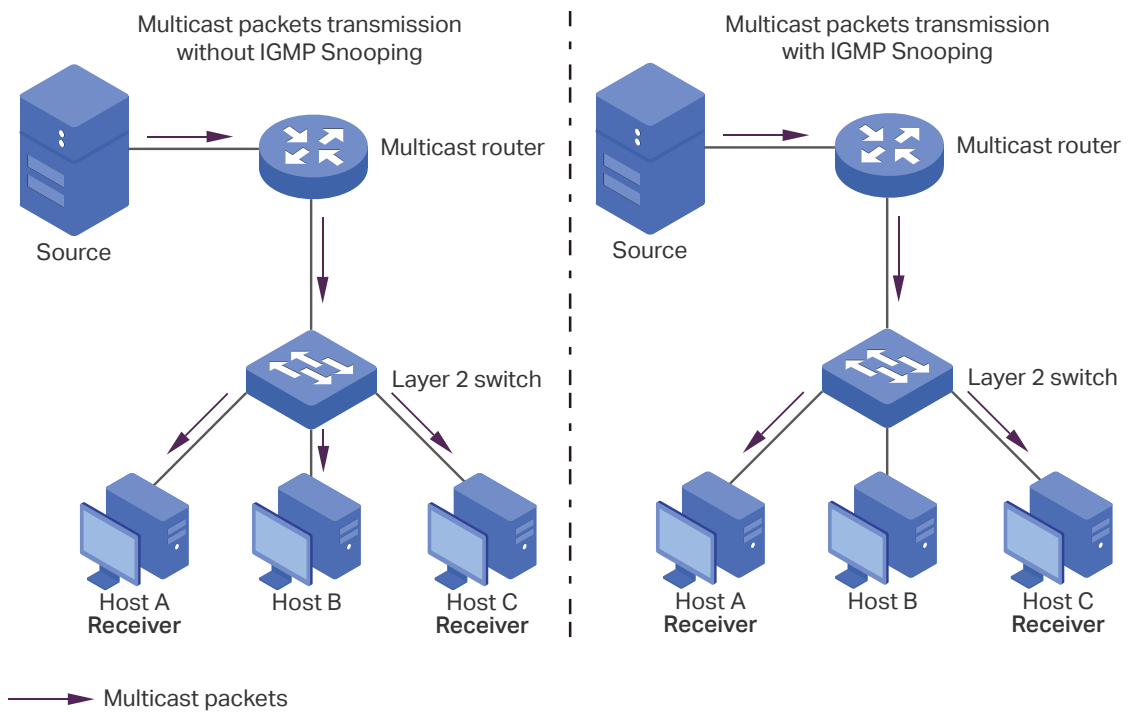 Multicast packets transmission
without IGMP Snooping
Multicast router
Source
Layer 2 switch
Host A
Receiver
Host B
Host C
Receiver
Multicast packets transmission
with IGMP Snooping
Multicast router
Source
Layer 2 switch
Host A
Receiver
Host B
Host C
Receiver
Multicast packets